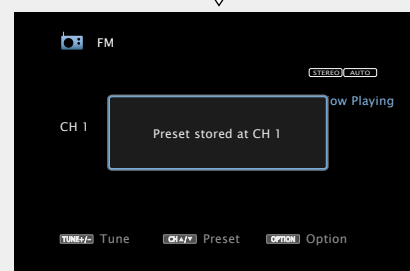 FM
STEREO AUTO
ow Playing
CH 1
Preset stored at CH 1
TUNE+/- Tune CH▲/▼ Preset OPTION Option